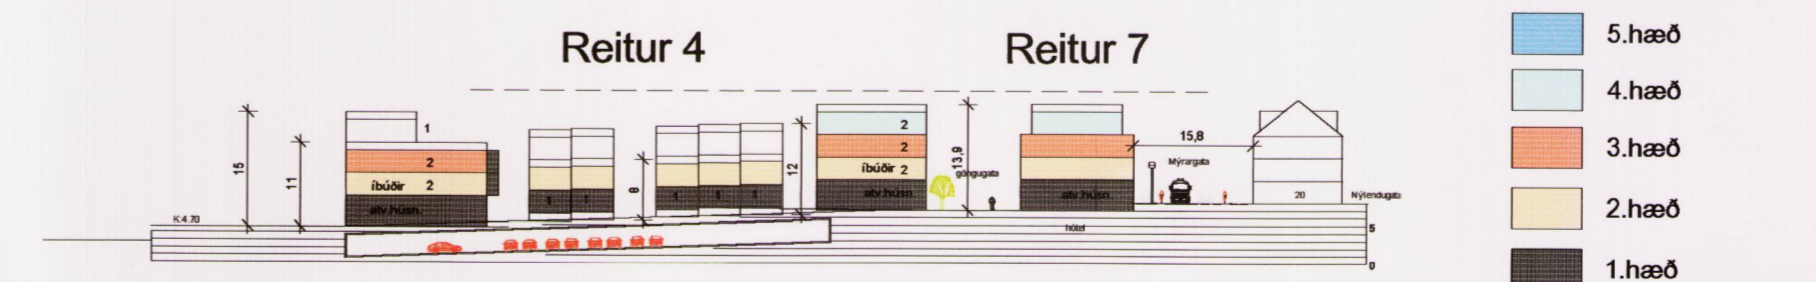 Reitur 4
Reitur 7
5.hæð
4.hæð
3.hæð
2.hæð
1.hæð
15
11
1
2
íbúðir 2
atv.húsn.
K:4.70
1 1
8
1 1 1
12
2
2
íbúðir 2
atv.húsn.
13,9
göngugata
atv.húsn.
hótel
15,8
Mýrargata
20
Nýlendugata
5
0